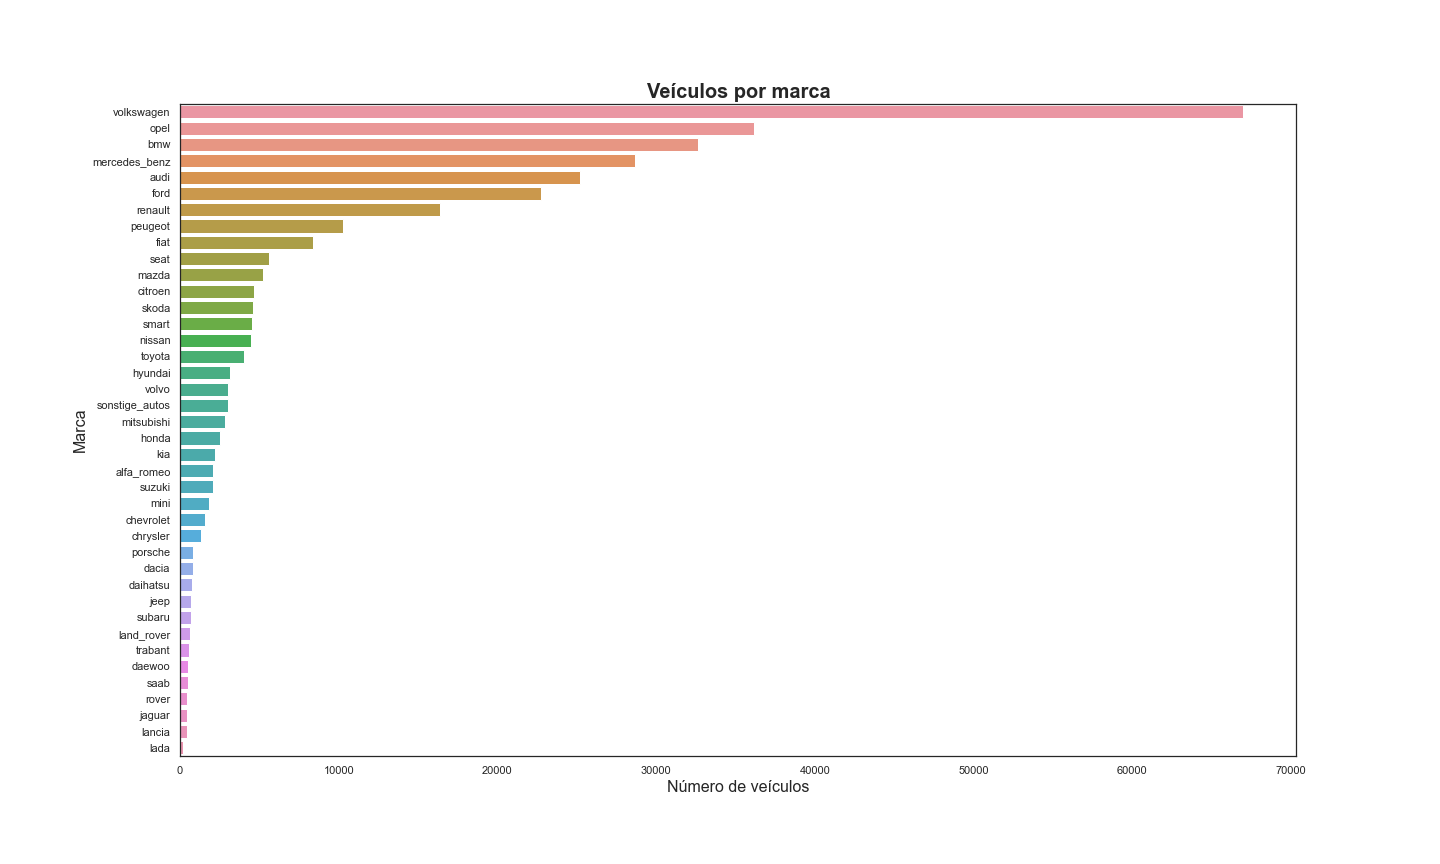 Veículos por marca
volkswagen
opel
bmw
mercedes_benz
audi
ford
renault
peugeot
fiat
seat
mazda
citroen
skoda
smart
nissan
toyota
hyundai
volvo
sonstige_autos
mitsubishi
honda
kia
alfa_romeo
suzuki
mini
chevrolet
chrysler
porsche
dacia
daihatsu
jeep
subaru
land_rover
trabant
daewoo
saab
rover
jaguar
lancia
lada
Marca
0 10000 20000 30000 40000 50000 60000 70000
Número de veículos